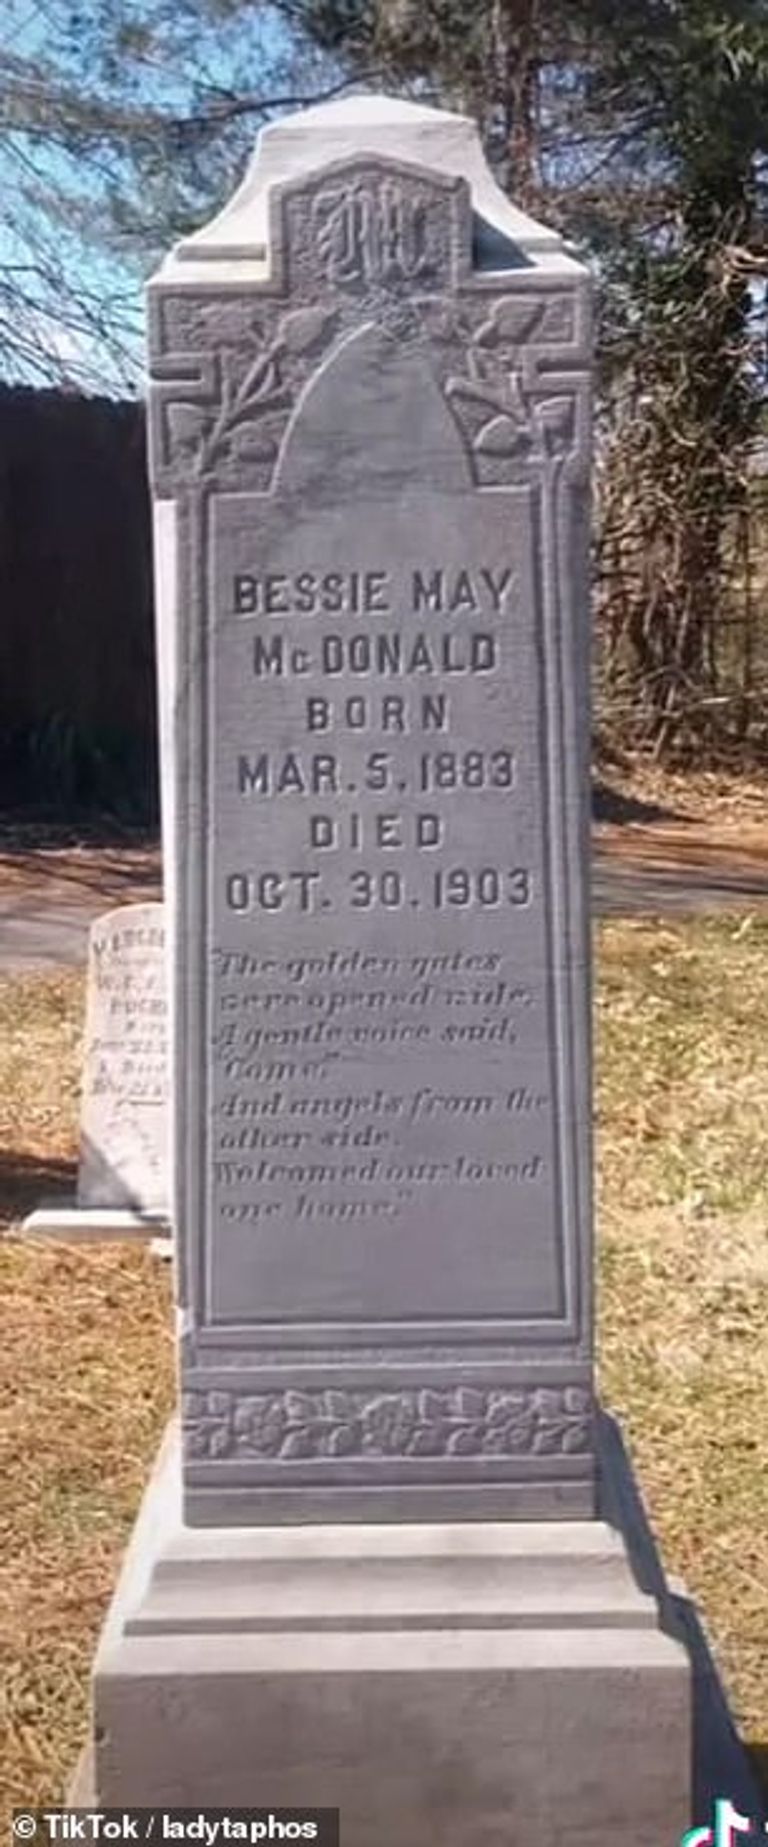 BESSIE MAY
McDONALD
BORN
MAR. 5. 1883
DIED
OCT. 30. 1903
"The golden gates
were opened wide,
A gentle voice said,
"Come."
And angels from the
other side,
Welcomed our loved
one home."
© TikTok / ladytaphos